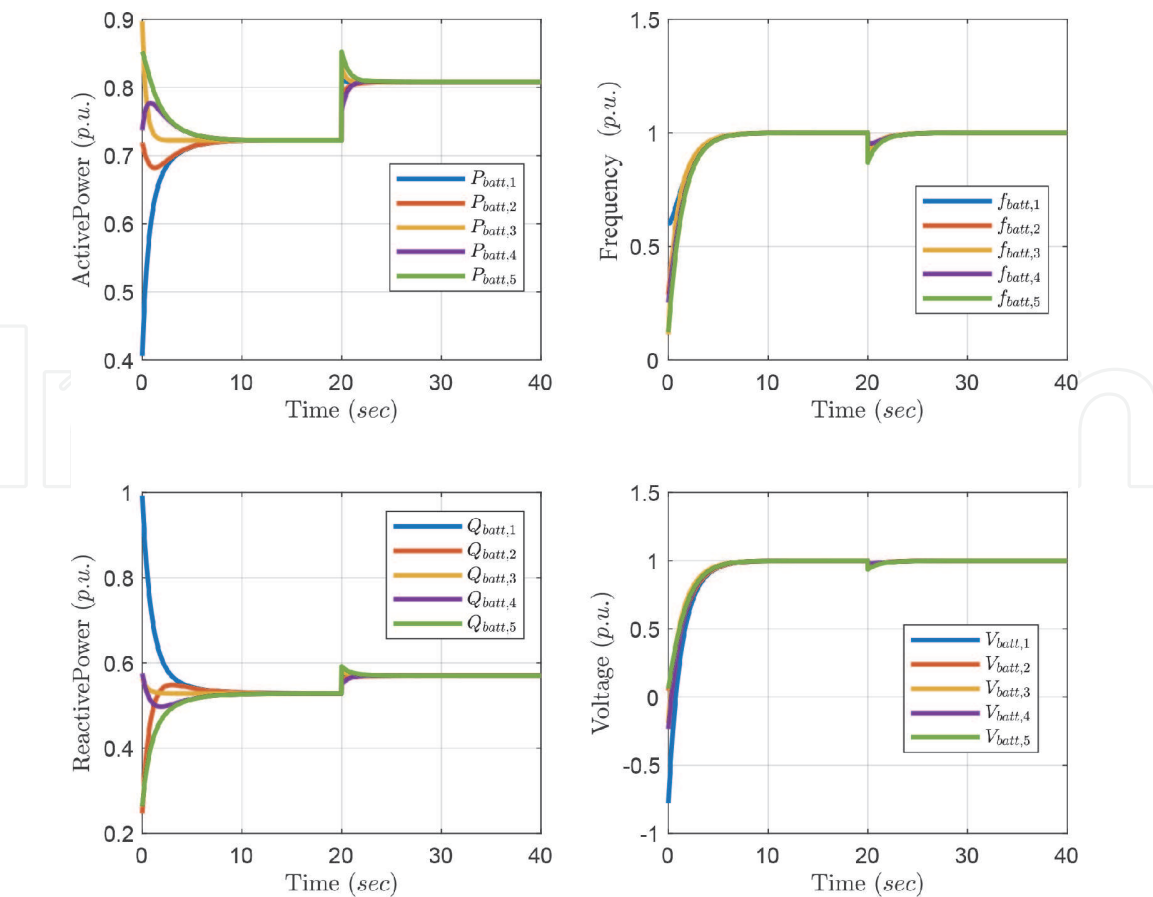 0.9
0.8
0.7
0.6
0.5
0.4
ActivePower (p.u.)
P_batt,1
P_batt,2
P_batt,3
P_batt,4
P_batt,5
0 10 20 30 40
Time (sec)
1.5
1
0.5
0
Frequency (p.u.)
f_batt,1
f_batt,2
f_batt,3
f_batt,4
f_batt,5
0 10 20 30 40
Time (sec)
1
0.8
0.6
0.4
0.2
ReactivePower (p.u.)
Q_batt,1
Q_batt,2
Q_batt,3
Q_batt,4
Q_batt,5
0 10 20 30 40
Time (sec)
1.5
1
0.5
0
-0.5
-1
Voltage (p.u.)
V_batt,1
V_batt,2
V_batt,3
V_batt,4
V_batt,5
0 10 20 30 40
Time (sec)